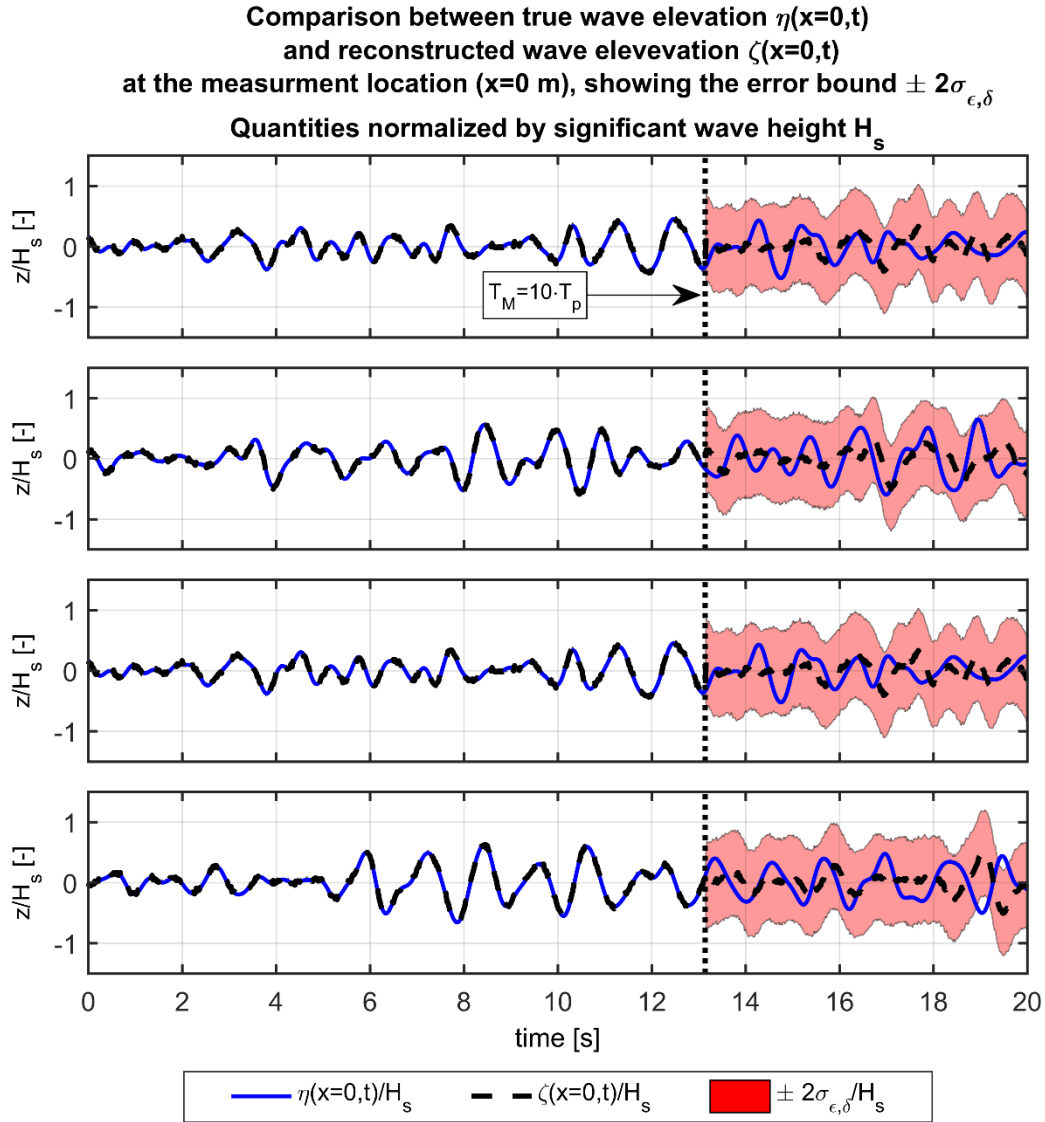 Comparison between true wave elevation η(x=0,t)
and reconstructed wave elevevation ζ(x=0,t)
at the measurment location (x=0 m), showing the error bound ± 2σ_ϵ,δ
Quantities normalized by significant wave height H_s
1
0
-1
z/H_s [-]
T_M=10·T_p
1
0
-1
z/H_s [-]
1
0
-1
z/H_s [-]
1
0
-1
z/H_s [-]
0 2 4 6 8 10 12 14 16 18 20
time [s]
η(x=0,t)/H_s ζ(x=0,t)/H_s ± 2σ_ϵ,δ/H_s